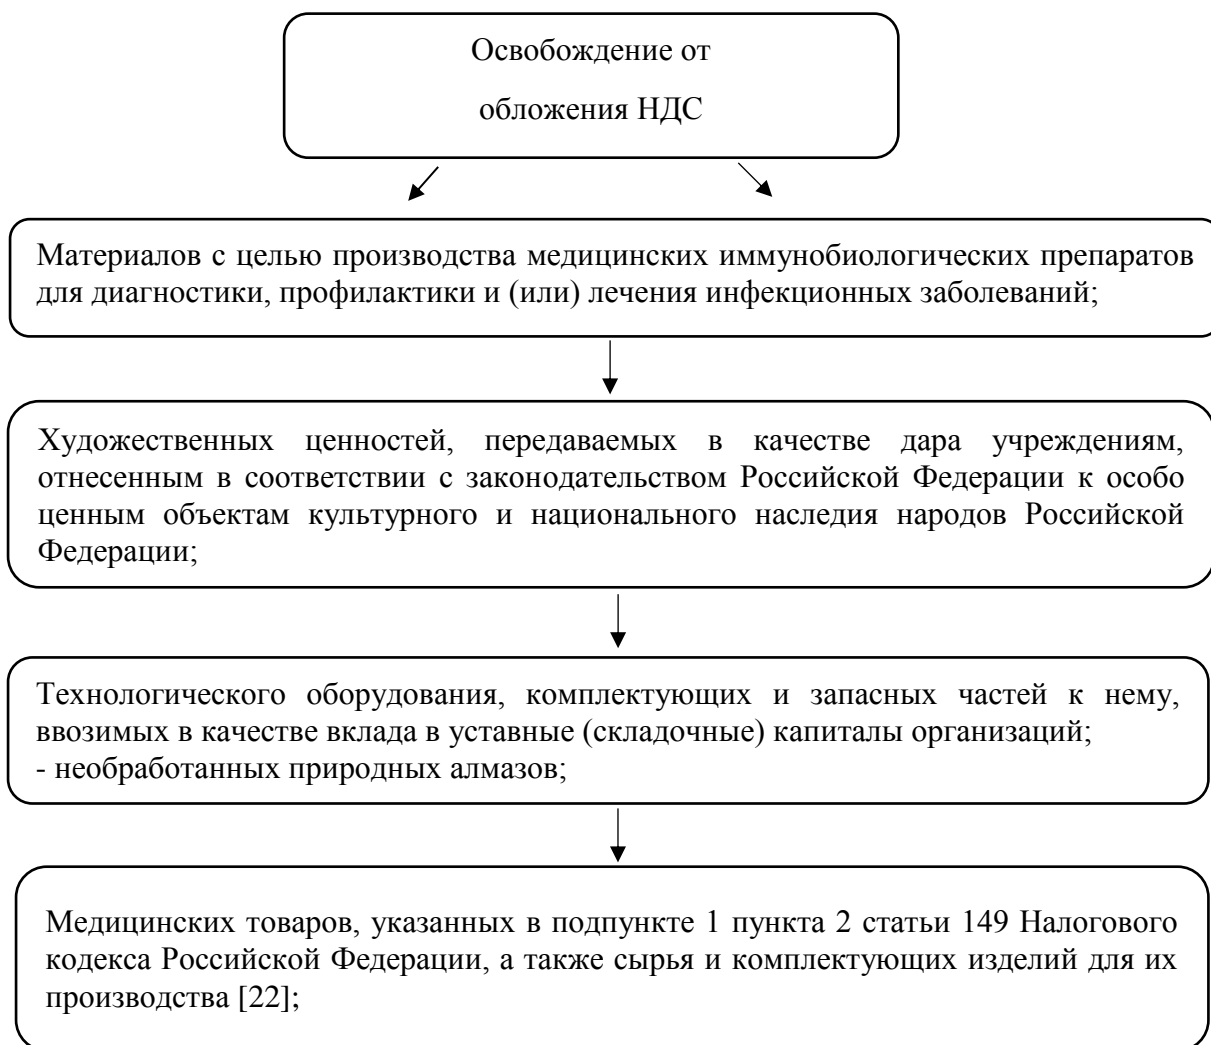 Освобождение от
обложения НДС
Материалов с целью производства медицинских иммунобиологических препаратов
для диагностики, профилактики и (или) лечения инфекционных заболеваний;
Художественных ценностей, передаваемых в качестве дара учреждениям,
отнесенным в соответствии с законодательством Российской Федерации к особо
ценным объектам культурного и национального наследия народов Российской
Федерации;
Технологического оборудования, комплектующих и запасных частей к нему,
ввозимых в качестве вклада в уставные (складочные) капиталы организаций;
- необработанных природных алмазов;
Медицинских товаров, указанных в подпункте 1 пункта 2 статьи 149 Налогового
кодекса Российской Федерации, а также сырья и комплектующих изделий для их
производства [22];